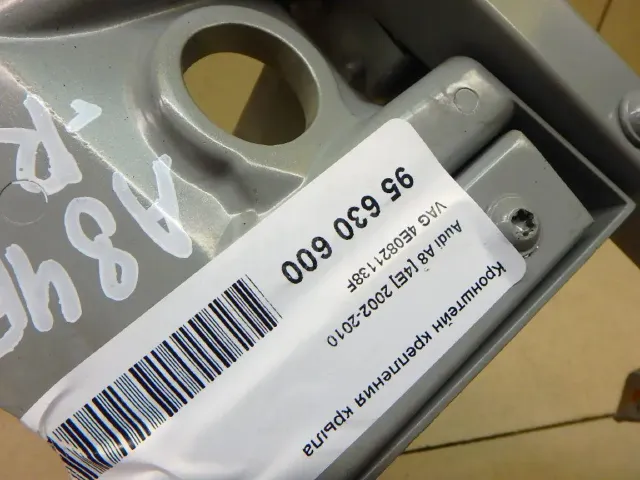 Кронштейн крепления крыла
Audi A8 [4E] 2002-2010
VAG 4E0821138F
95 630 600
A8 4E
R